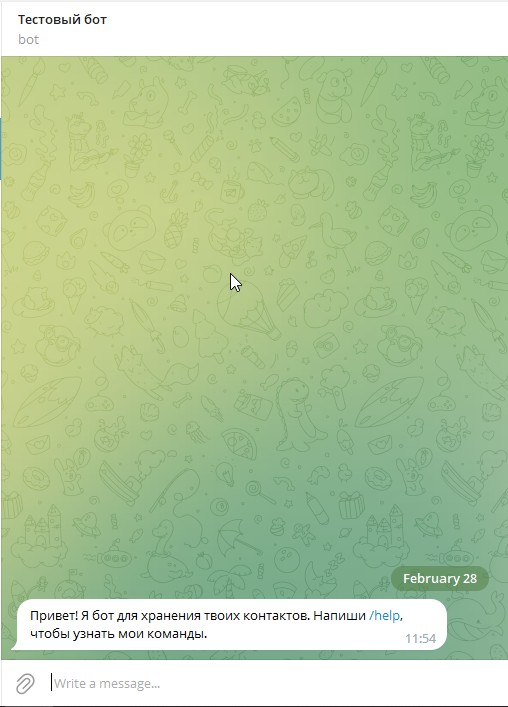 Тестовый бот
bot
February 28
Привет! Я бот для хранения твоих контактов. Напиши /help,
чтобы узнать мои команды.
11:54
Write a message...